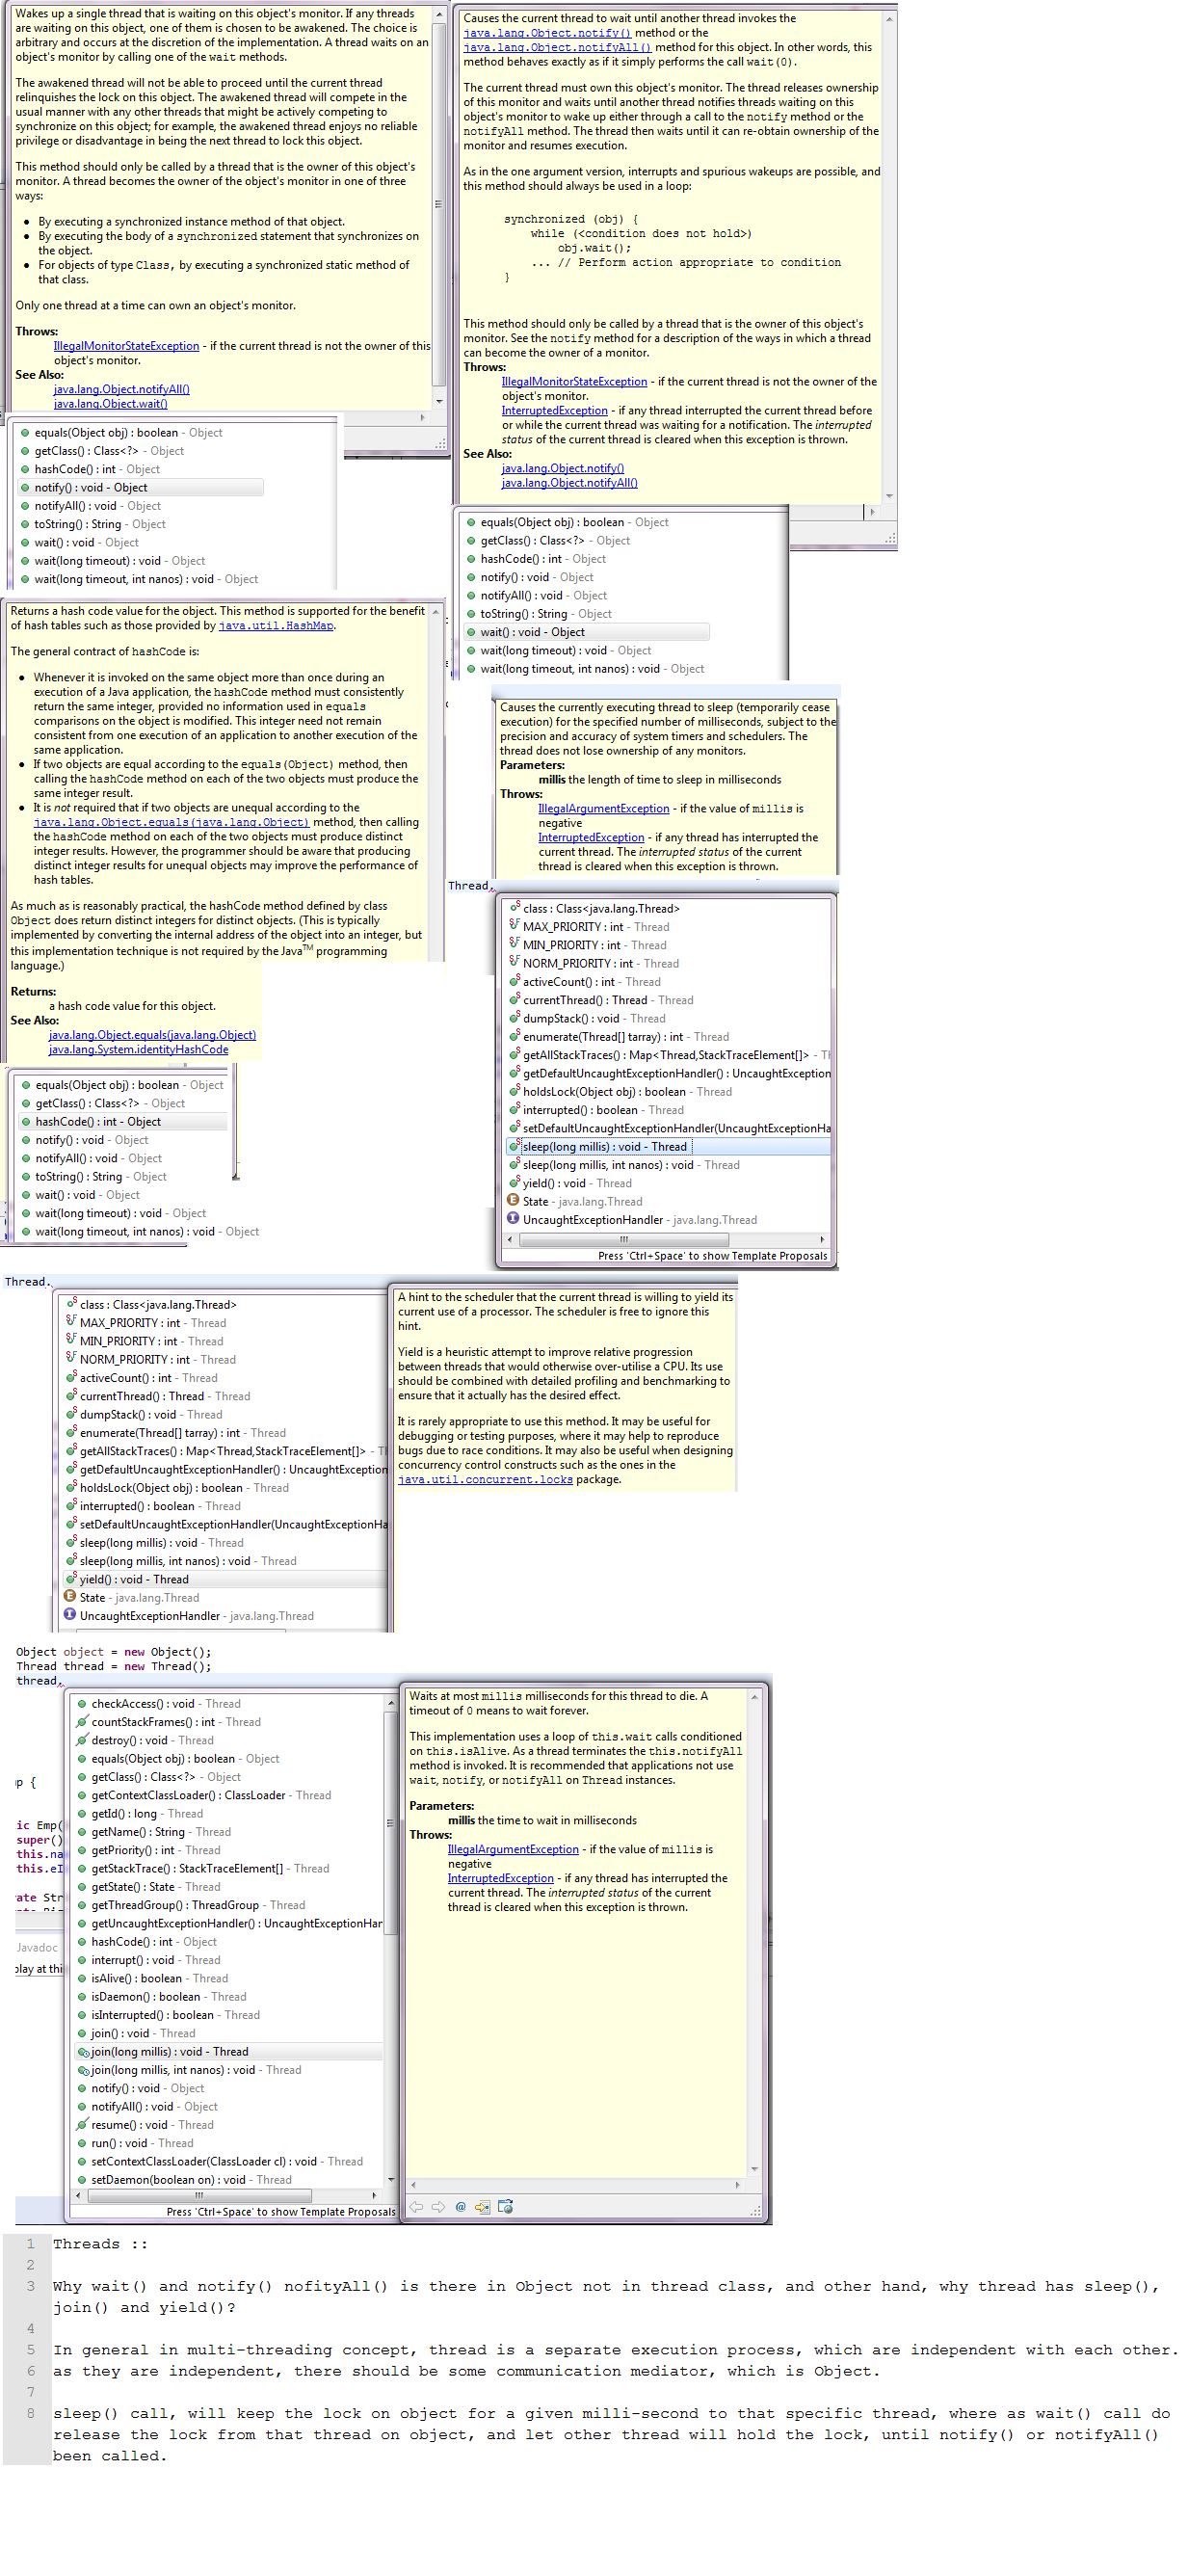 Wakes up a single thread that is waiting on this object's monitor. If any threads
are waiting on this object, one of them is chosen to be awakened. The choice is
arbitrary and occurs at the discretion of the implementation. A thread waits on an
object's monitor by calling one of the wait methods.
The awakened thread will not be able to proceed until the current thread
relinquishes the lock on this object. The awakened thread will compete in the
usual manner with any other threads that might be actively competing to
synchronize on this object; for example, the awakened thread enjoys no reliable
privilege or disadvantage in being the next thread to lock this object.
This method should only be called by a thread that is the owner of this object's
monitor. A thread becomes the owner of the object's monitor in one of three
ways:
• By executing a synchronized instance method of that object.
• By executing the body of a synchronized statement that synchronizes on
the object.
• For objects of type Class, by executing a synchronized static method of
that class.
Only one thread at a time can own an object's monitor.
Throws:
IllegalMonitorStateException - if the current thread is not the owner of this
object's monitor.
See Also:
java.lang.Object.notifyAll()
java.lang.Object.wait()
equals(Object obj) : boolean - Object
getClass() : Class<?> - Object
hashCode() : int - Object
notify() : void - Object
notifyAll() : void - Object
toString() : String - Object
wait() : void - Object
wait(long timeout) : void - Object
wait(long timeout, int nanos) : void - Object
Causes the current thread to wait until another thread invokes the
java.lang.Object.notify() method or the
java.lang.Object.notifyAll() method for this object. In other words, this
method behaves exactly as if it simply performs the call wait(0).
The current thread must own this object's monitor. The thread releases ownership
of this monitor and waits until another thread notifies threads waiting on this
object's monitor to wake up either through a call to the notify method or the
notifyAll method. The thread then waits until it can re-obtain ownership of the
monitor and resumes execution.
As in the one argument version, interrupts and spurious wakeups are possible, and
this method should always be used in a loop:
synchronized (obj) {
while (<condition does not hold>)
obj.wait();
... // Perform action appropriate to condition
}
This method should only be called by a thread that is the owner of this object's
monitor. See the notify method for a description of the ways in which a thread
can become the owner of a monitor.
Throws:
IllegalMonitorStateException - if the current thread is not the owner of the
object's monitor.
InterruptedException - if any thread interrupted the current thread before
or while the current thread was waiting for a notification. The interrupted
status of the current thread is cleared when this exception is thrown.
See Also:
java.lang.Object.notify()
java.lang.Object.notifyAll()
equals(Object obj) : boolean - Object
getClass() : Class<?> - Object
hashCode() : int - Object
notify() : void - Object
notifyAll() : void - Object
toString() : String - Object
wait() : void - Object
wait(long timeout) : void - Object
wait(long timeout, int nanos) : void - Object
Returns a hash code value for the object. This method is supported for the benefit
of hash tables such as those provided by java.util.HashMap.
The general contract of hashCode is:
• Whenever it is invoked on the same object more than once during an
execution of a Java application, the hashCode method must consistently
return the same integer, provided no information used in equals
comparisons on the object is modified. This integer need not remain
consistent from one execution of an application to another execution of the
same application.
• If two objects are equal according to the equals(Object) method, then
calling the hashCode method on each of the two objects must produce the
same integer result.
• It is not required that if two objects are unequal according to the
java.lang.Object.equals(java.lang.Object) method, then calling
the hashCode method on each of the two objects must produce distinct
integer results. However, the programmer should be aware that producing
distinct integer results for unequal objects may improve the performance of
hash tables.
As much as is reasonably practical, the hashCode method defined by class
Object does return distinct integers for distinct objects. (This is typically
implemented by converting the internal address of the object into an integer, but
this implementation technique is not required by the Java™ programming
language.)
Returns:
a hash code value for this object.
See Also:
java.lang.Object.equals(java.lang.Object)
java.lang.System.identityHashCode
equals(Object obj) : boolean - Object
getClass() : Class<?> - Object
hashCode() : int - Object
notify() : void - Object
notifyAll() : void - Object
toString() : String - Object
wait() : void - Object
wait(long timeout) : void - Object
wait(long timeout, int nanos) : void - Object
Causes the currently executing thread to sleep (temporarily cease
execution) for the specified number of milliseconds, subject to the
precision and accuracy of system timers and schedulers. The
thread does not lose ownership of any monitors.
Parameters:
millis the length of time to sleep in milliseconds
Throws:
IllegalArgumentException - if the value of millis is
negative
InterruptedException - if any thread has interrupted the
current thread. The interrupted status of the current
thread is cleared when this exception is thrown.
Thread.
class : Class<java.lang.Thread>
MAX_PRIORITY : int - Thread
MIN_PRIORITY : int - Thread
NORM_PRIORITY : int - Thread
activeCount() : int - Thread
currentThread() : Thread - Thread
dumpStack() : void - Thread
enumerate(Thread[] tarray) : int - Thread
getAllStackTraces() : Map<Thread,StackTraceElement[]> - Tl
getDefaultUncaughtExceptionHandler() : UncaughtException
holdsLock(Object obj) : boolean - Thread
interrupted() : boolean - Thread
setDefaultUncaughtExceptionHandler(UncaughtExceptionHa
sleep(long millis) : void - Thread
sleep(long millis, int nanos) : void - Thread
yield() : void - Thread
State - java.lang.Thread
UncaughtExceptionHandler - java.lang.Thread
Press 'Ctrl+Space' to show Template Proposals
Thread.
class : Class<java.lang.Thread>
MAX_PRIORITY : int - Thread
MIN_PRIORITY : int - Thread
NORM_PRIORITY : int - Thread
activeCount() : int - Thread
currentThread() : Thread - Thread
dumpStack() : void - Thread
enumerate(Thread[] tarray) : int - Thread
getAllStackTraces() : Map<Thread,StackTraceElement[]> - Tl
getDefaultUncaughtExceptionHandler() : UncaughtException
holdsLock(Object obj) : boolean - Thread
interrupted() : boolean - Thread
setDefaultUncaughtExceptionHandler(UncaughtExceptionHa
sleep(long millis) : void - Thread
sleep(long millis, int nanos) : void - Thread
yield() : void - Thread
State - java.lang.Thread
UncaughtExceptionHandler - java.lang.Thread
A hint to the scheduler that the current thread is willing to yield its
current use of a processor. The scheduler is free to ignore this
hint.
Yield is a heuristic attempt to improve relative progression
between threads that would otherwise over-utilise a CPU. Its use
should be combined with detailed profiling and benchmarking to
ensure that it actually has the desired effect.
It is rarely appropriate to use this method. It may be useful for
debugging or testing purposes, where it may help to reproduce
bugs due to race conditions. It may also be useful when designing
concurrency control constructs such as the ones in the
java.util.concurrent.locks package.
Object object = new Object();
Thread thread = new Thread();
thread.
p {
ic Emp(
super()
this.na
this.eI
vate Str
Javadoc
play at thi
checkAccess() : void - Thread
countStackFrames() : int - Thread
destroy() : void - Thread
equals(Object obj) : boolean - Object
getClass() : Class<?> - Object
getContextClassLoader() : ClassLoader - Thread
getId() : long - Thread
getName() : String - Thread
getPriority() : int - Thread
getStackTrace() : StackTraceElement[] - Thread
getState() : State - Thread
getThreadGroup() : ThreadGroup - Thread
getUncaughtExceptionHandler() : UncaughtExceptionHar
hashCode() : int - Object
interrupt() : void - Thread
isAlive() : boolean - Thread
isDaemon() : boolean - Thread
isInterrupted() : boolean - Thread
join() : void - Thread
join(long millis) : void - Thread
join(long millis, int nanos) : void - Thread
notify() : void - Object
notifyAll() : void - Object
resume() : void - Thread
run() : void - Thread
setContextClassLoader(ClassLoader cl) : void - Thread
setDaemon(boolean on) : void - Thread
Press 'Ctrl+Space' to show Template Proposals
Waits at most millis milliseconds for this thread to die. A
timeout of 0 means to wait forever.
This implementation uses a loop of this.wait calls conditioned
on this.isAlive. As a thread terminates the this.notifyAll
method is invoked. It is recommended that applications not use
wait, notify, or notifyAll on Thread instances.
Parameters:
millis the time to wait in milliseconds
Throws:
IllegalArgumentException - if the value of millis is
negative
InterruptedException - if any thread has interrupted the
current thread. The interrupted status of the current
thread is cleared when this exception is thrown.
1 Threads ::
2
3 Why wait() and notify() nofityAll() is there in Object not in thread class, and other hand, why thread has sleep(),
join() and yield()?
4
5 In general in multi-threading concept, thread is a separate execution process, which are independent with each other.
6 as they are independent, there should be some communication mediator, which is Object.
7
8 sleep() call, will keep the lock on object for a given milli-second to that specific thread, where as wait() call do
release the lock from that thread on object, and let other thread will hold the lock, until notify() or notifyAll()
been called.